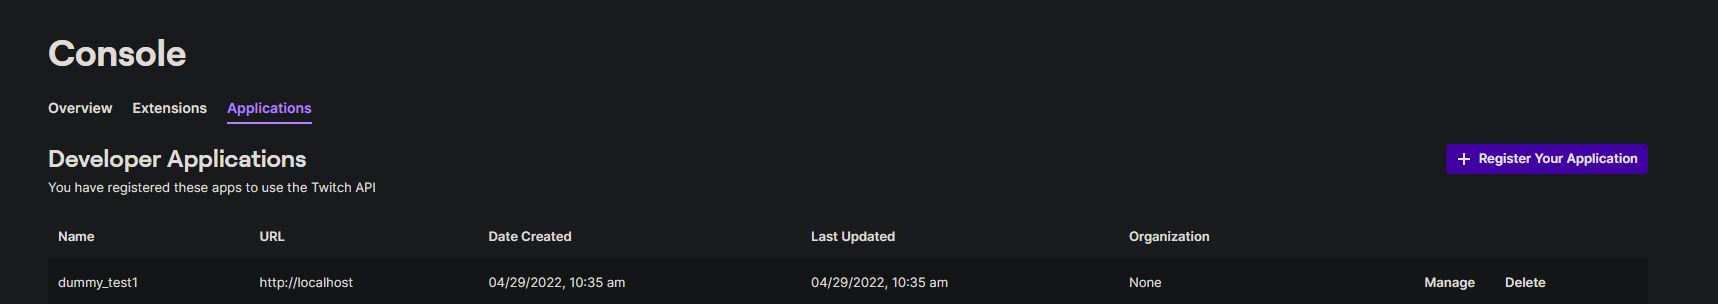 Console
Overview Extensions Applications
Developer Applications
+ Register Your Application
You have registered these apps to use the Twitch API
Name URL Date Created Last Updated Organization
dummy_test1 http://localhost 04/29/2022, 10:35 am 04/29/2022, 10:35 am None Manage Delete